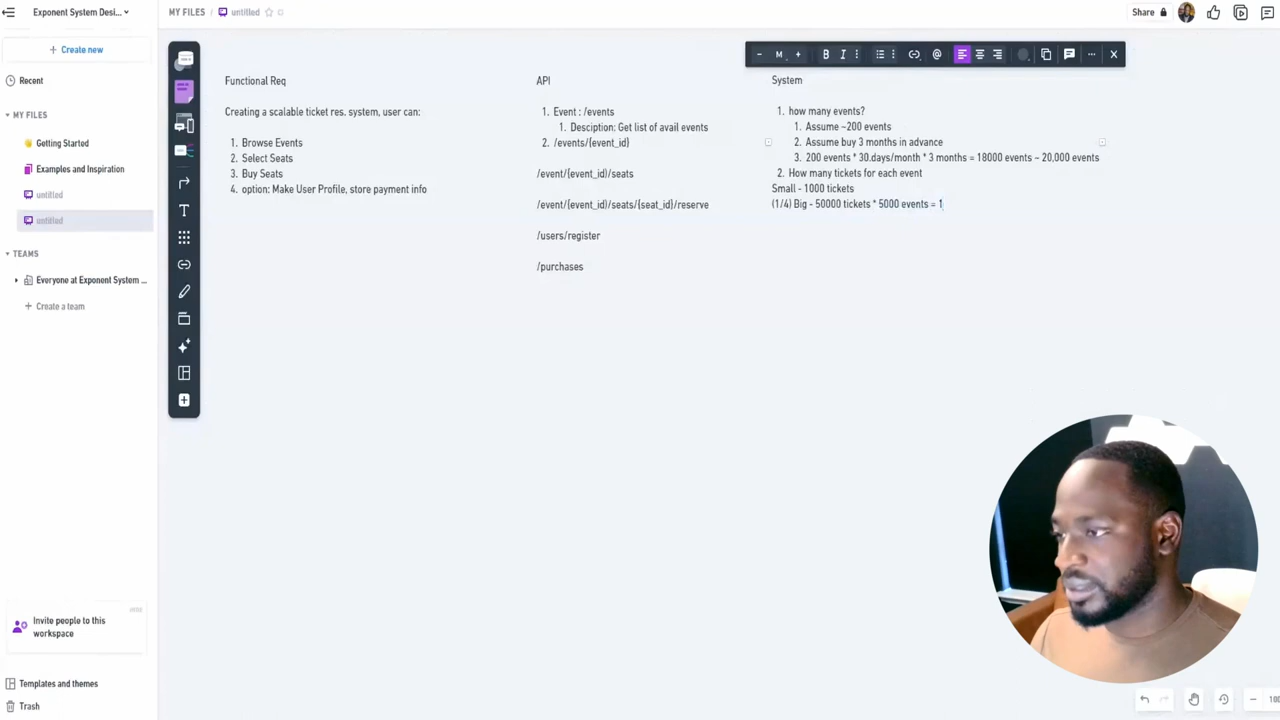 Exponent System Desi...
MY FILES / untitled
Share
+ Create new
Recent
MY FILES
Getting Started
Examples and Inspiration
untitled
untitled
TEAMS
Everyone at Exponent System ...
+ Create a team
Invite people to this
workspace
Templates and themes
Trash
− M + B I @
Functional Req
Creating a scalable ticket res. system, user can:
1. Browse Events
2. Select Seats
3. Buy Seats
4. option: Make User Profile, store payment info
API
1. Event : /events
1. Desciption: Get list of avail events
2. /events/{event_id}
/event/{event_id}/seats
/event/{event_id}/seats/{seat_id}/reserve
/users/register
/purchases
System
1. how many events?
1. Assume ~200 events
2. Assume buy 3 months in advance
3. 200 events * 30.days/month * 3 months = 18000 events ~ 20,000 events
2. How many tickets for each event
Small - 1000 tickets
(1/4) Big - 50000 tickets * 5000 events = 1